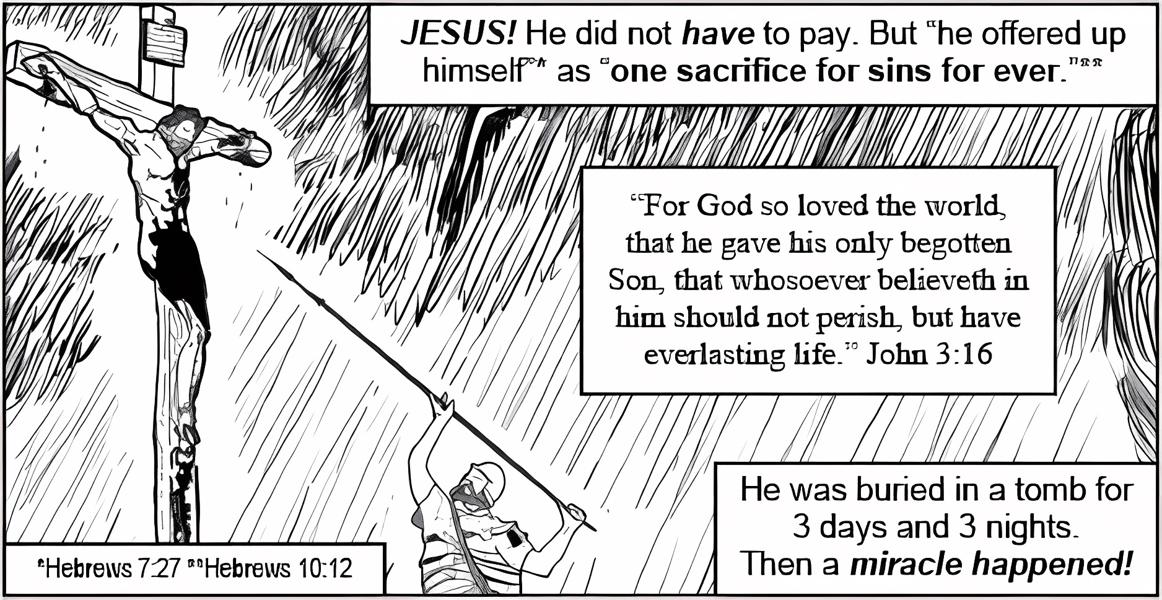 JESUS! He did not have to pay. But "he offered up
himself"* as "one sacrifice for sins for ever."**
"For God so loved the world,
that he gave his only begotten
Son, that whosoever believeth in
him should not perish, but have
everlasting life." John 3:16
He was buried in a tomb for
3 days and 3 nights.
Then a miracle happened!
*Hebrews 7:27 **Hebrews 10:12